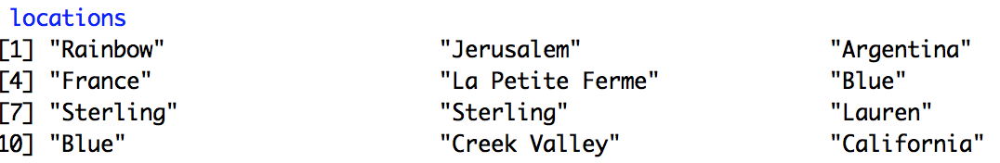 locations
[1] "Rainbow" "Jerusalem" "Argentina"
[4] "France" "La Petite Ferme" "Blue"
[7] "Sterling" "Sterling" "Lauren"
10] "Blue" "Creek Valley" "California"